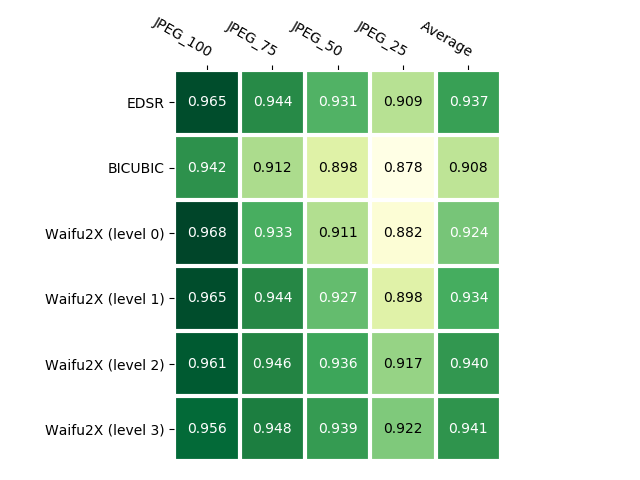 JPEG_100 JPEG_75 JPEG_50 JPEG_25 Average
EDSR 0.965 0.944 0.931 0.909 0.937
BICUBIC 0.942 0.912 0.898 0.878 0.908
Waifu2X (level 0) 0.968 0.933 0.911 0.882 0.924
Waifu2X (level 1) 0.965 0.944 0.927 0.898 0.934
Waifu2X (level 2) 0.961 0.946 0.936 0.917 0.940
Waifu2X (level 3) 0.956 0.948 0.939 0.922 0.941